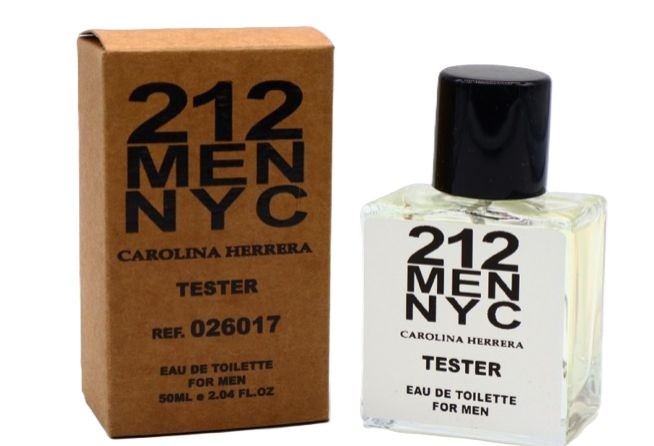 212
MEN
NYC
CAROLINA HERRERA
TESTER
REF. 026017
EAU DE TOILETTE
FOR MEN
50ML e 2.04 FL.OZ
212
MEN
NYC
CAROLINA HERRERA
TESTER
EAU DE TOILETTE
FOR MEN